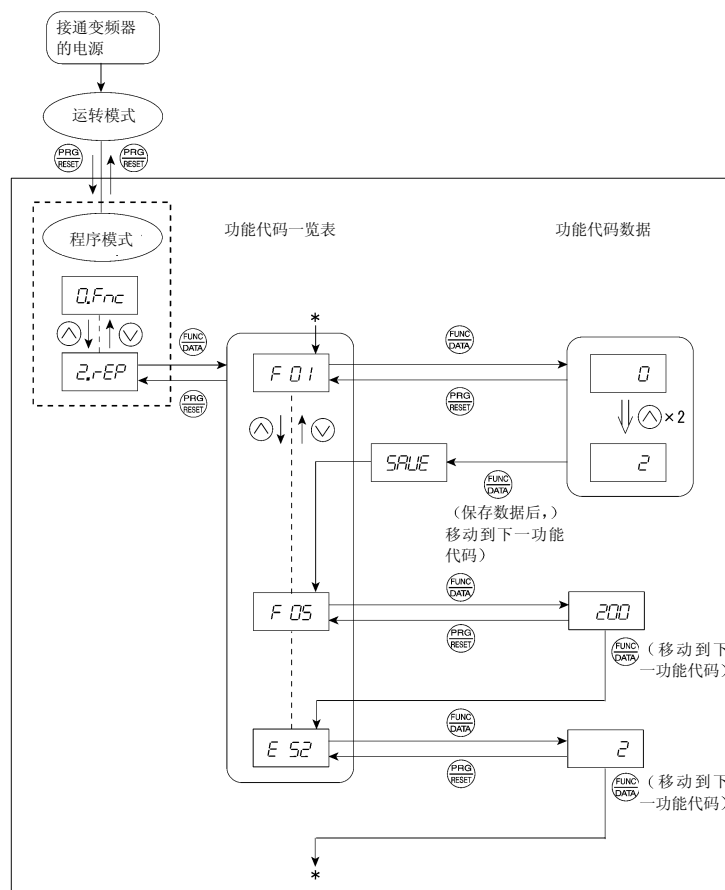 接通变频器
的电源
运转模式
PRG
RESET
PRG
RESET
程序模式
功能代码一览表
功能代码数据
0.Fnc
2.rEP
FUNC
DATA
PRG
RESET
*
F 01
FUNC
DATA
PRG
RESET
0
×2
2
SAVE
FUNC
DATA
(保存数据后,)
移动到下一功能
代码)
F 05
FUNC
DATA
PRG
RESET
200
FUNC
DATA
(移动到下
一功能代码)
E 52
FUNC
DATA
PRG
RESET
2
FUNC
DATA
(移动到下
一功能代码)
*